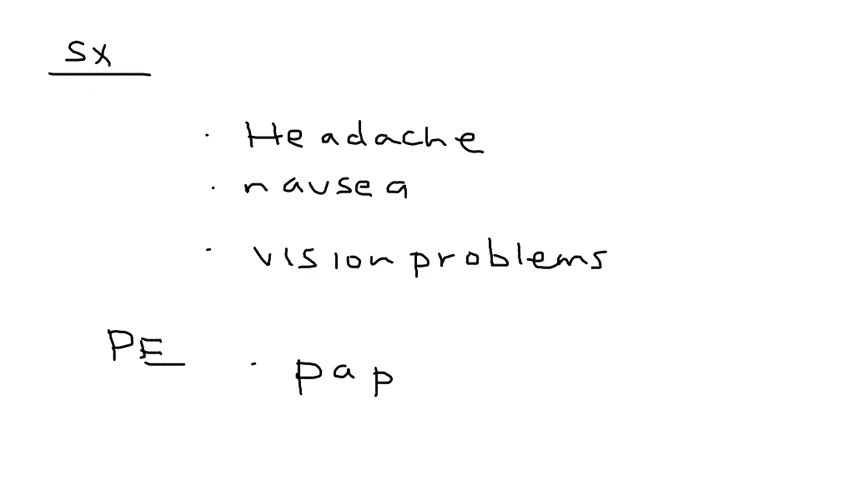 Sx
· Headache
· nausea
· vision problems
PE · pap